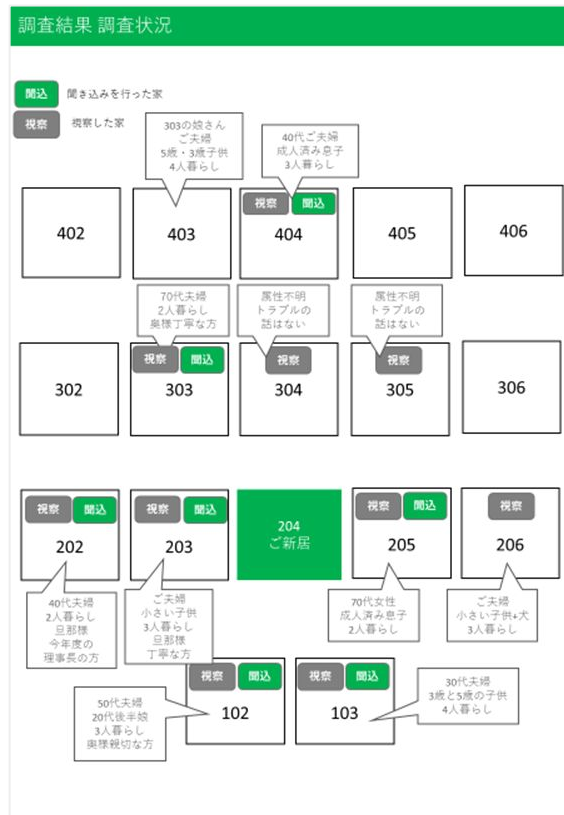 調査結果 調査状況
聞込 聞き込みを行った家
視察 視察した家
303の娘さん
ご夫婦
5歳・3歳子供
4人暮らし
40代ご夫婦
成人済み息子
3人暮らし
402
403
視察 聞込
404
405
406
70代夫婦
2人暮らし
奥様丁寧な方
属性不明
トラブルの
話はない
属性不明
トラブルの
話はない
302
視察 聞込
303
視察
304
視察
305
306
視察 聞込
202
視察 聞込
203
204
ご新居
視察 聞込
205
視察
206
40代夫婦
2人暮らし
旦那様
今年度の
理事長の方
ご夫婦
小さい子供
3人暮らし
旦那様
丁寧な方
70代女性
成人済み息子
2人暮らし
ご夫婦
小さい子供+犬
3人暮らし
50代夫婦
20代後半娘
3人暮らし
奥様親切な方
視察 聞込
102
視察 聞込
103
30代夫婦
3歳と5歳の子供
4人暮らし